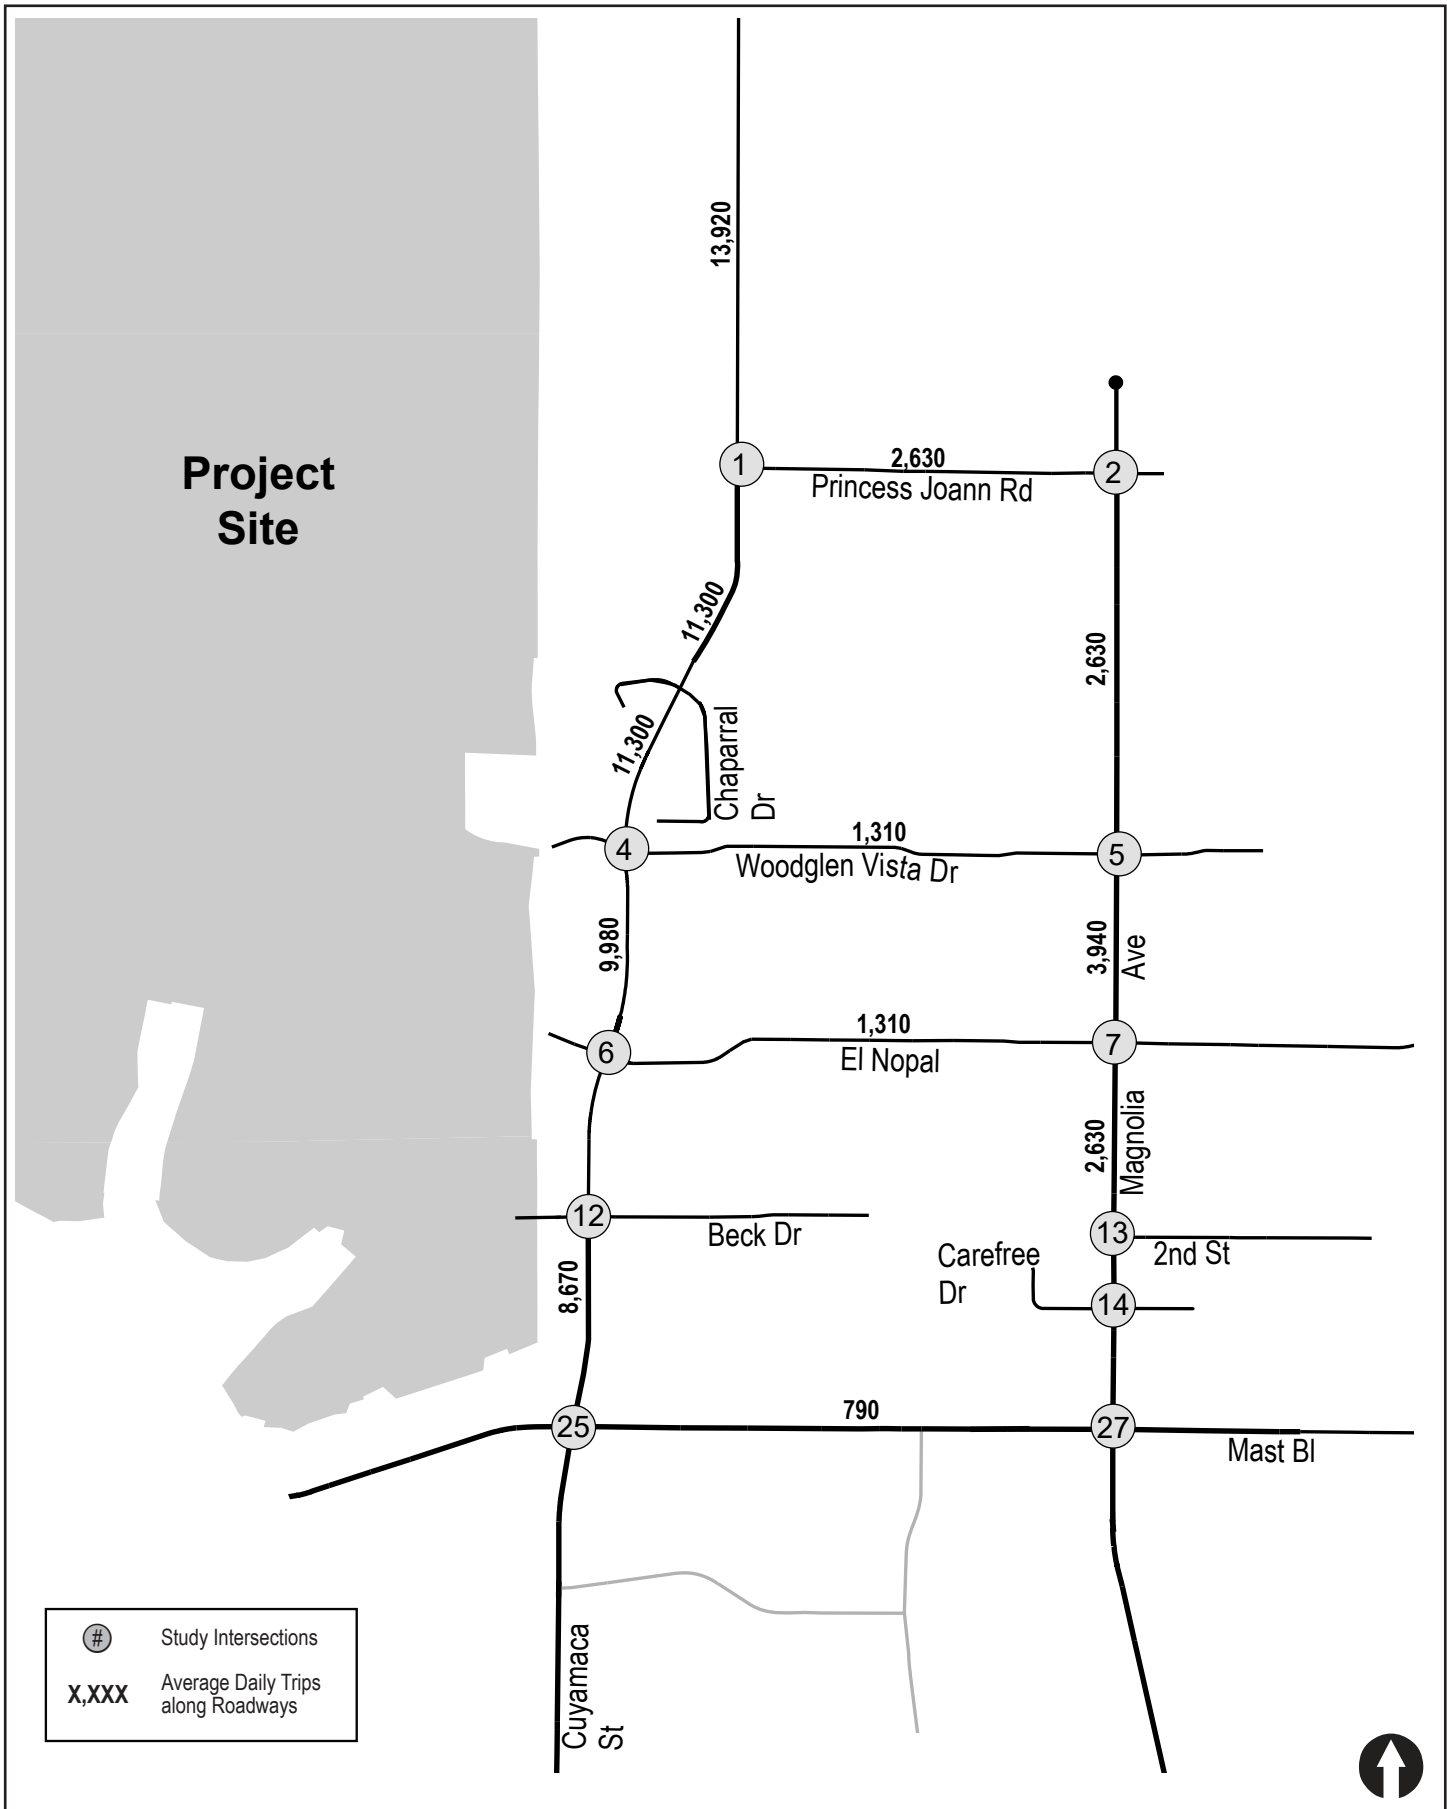 13,920
Project
Site
1
2,630
2
Princess Joann Rd
11,300
2,630
11,300
Chaparral
Dr
4
1,310
5
Woodglen Vista Dr
9,980
3,940
Ave
6
1,310
7
El Nopal
2,630
Magnolia
12
Beck Dr
13
2nd St
Carefree
Dr
8,670
14
25
790
27
Mast Bl
# Study Intersections
X,XXX Average Daily Trips
along Roadways
Cuyamaca
St